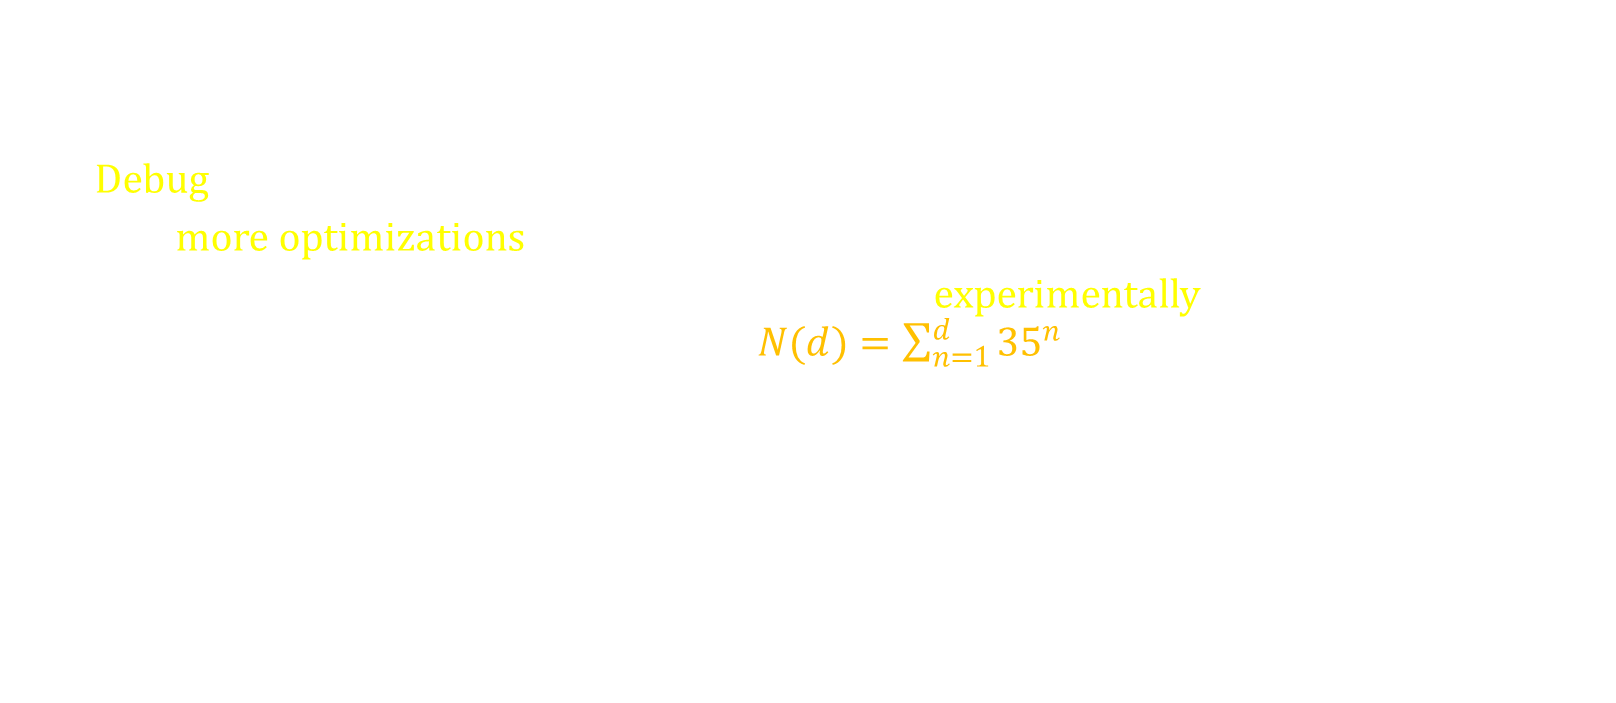 Debug
more optimizations
experimentally
N(d) = ∑_{n=1}^{d} 35^n